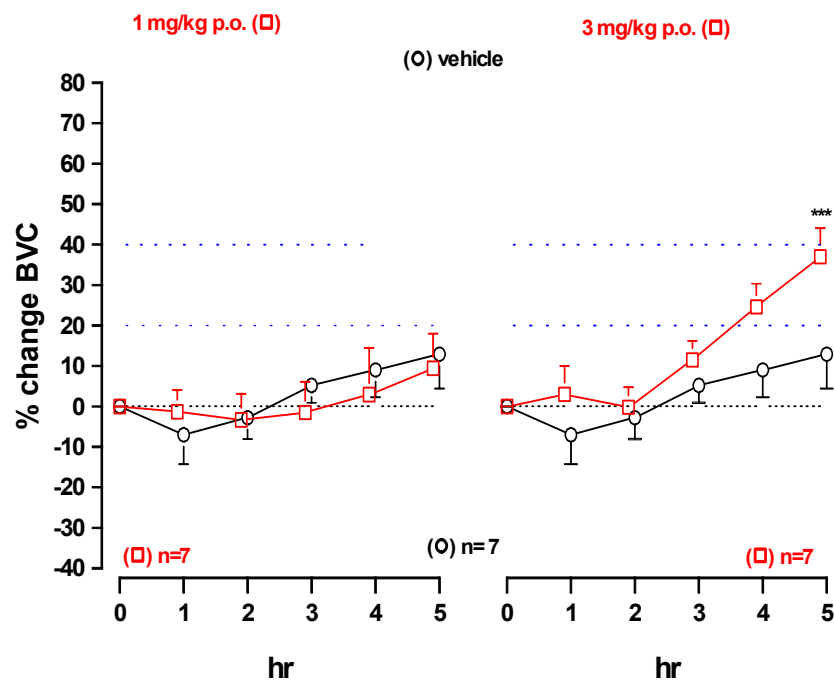 1 mg/kg p.o. (□)
3 mg/kg p.o. (□)
(○) vehicle
% change BVC
80
70
60
50
40
30
20
10
0
-10
-20
-30
-40
***
(□) n=7
(○) n=7
(□) n=7
0 1 2 3 4 5
0 1 2 3 4 5
hr
hr